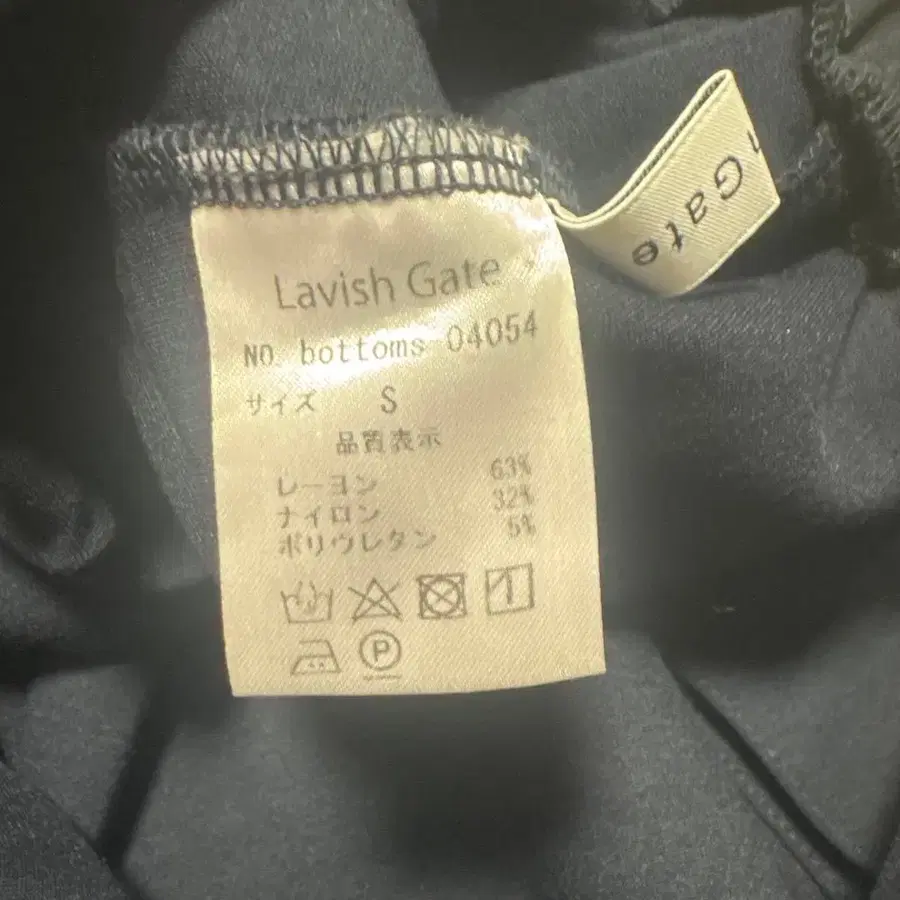 Lavish Gate
NO. bottoms 04054
サイズ S
品質表示
レーヨン 63%
ナイロン 32%
ポリウレタン 5%
P
Gate